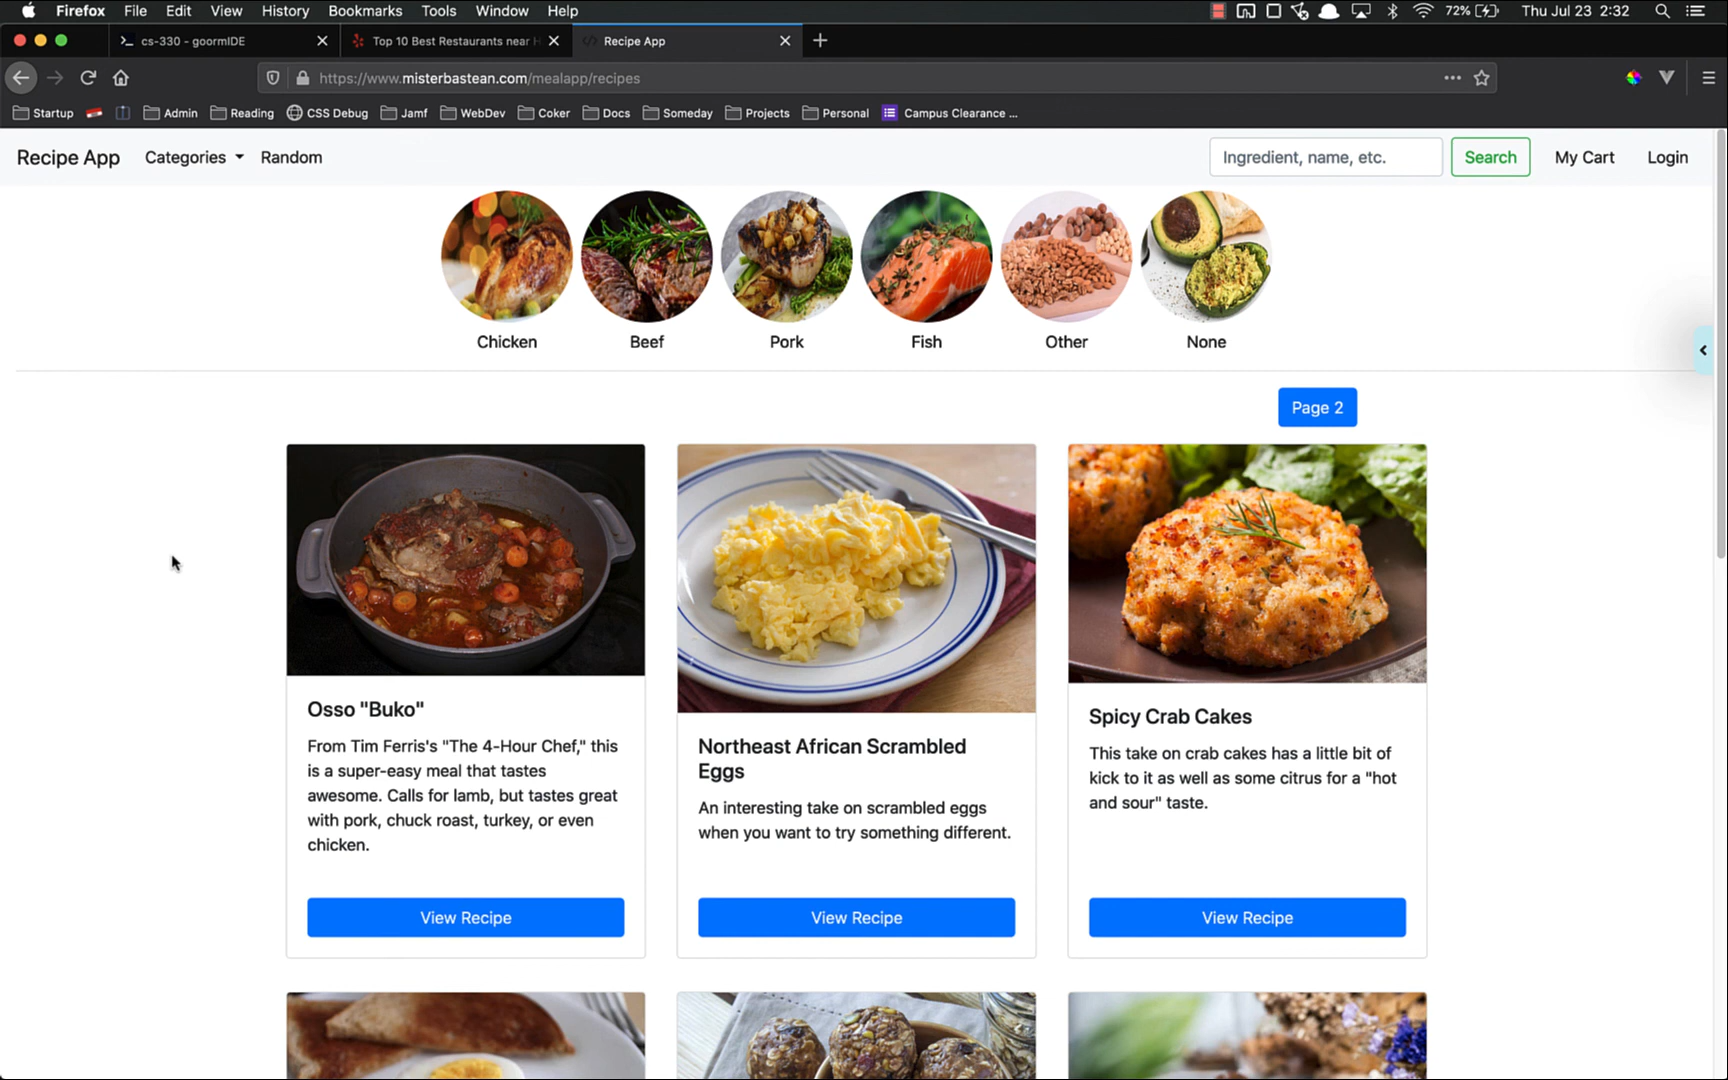 Firefox File Edit View History Bookmarks Tools Window Help 72% Thu Jul 23 2:32
cs-330 - goormIDE Top 10 Best Restaurants near H Recipe App
https://www.misterbastean.com/mealapp/recipes
Startup Admin Reading CSS Debug Jamf WebDev Coker Docs Someday Projects Personal Campus Clearance ...
Recipe App Categories Random Ingredient, name, etc. Search My Cart Login
Chicken Beef Pork Fish Other None
Page 2
Osso "Buko"
From Tim Ferris's "The 4-Hour Chef," this
is a super-easy meal that tastes
awesome. Calls for lamb, but tastes great
with pork, chuck roast, turkey, or even
chicken.
View Recipe
Northeast African Scrambled
Eggs
An interesting take on scrambled eggs
when you want to try something different.
View Recipe
Spicy Crab Cakes
This take on crab cakes has a little bit of
kick to it as well as some citrus for a "hot
and sour" taste.
View Recipe